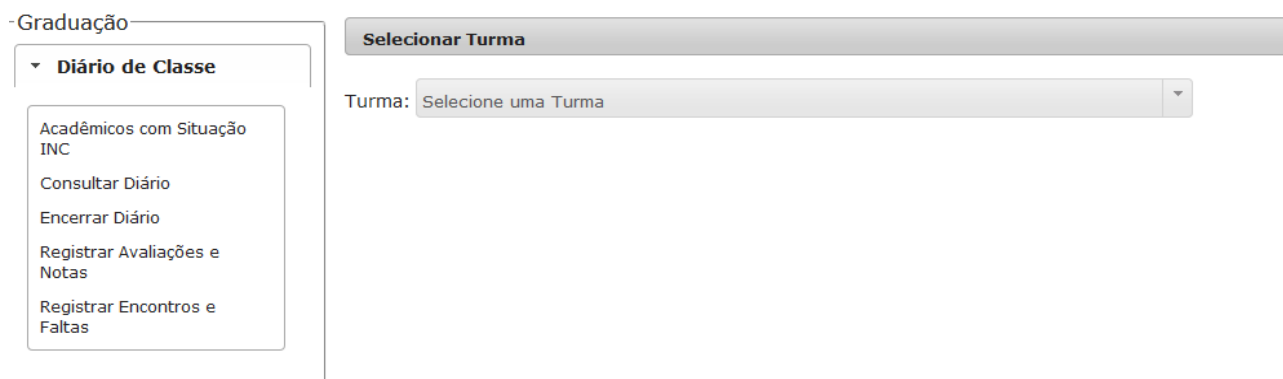 Graduação
Diário de Classe
Acadêmicos com Situação
INC
Consultar Diário
Encerrar Diário
Registrar Avaliações e
Notas
Registrar Encontros e
Faltas
Selecionar Turma
Turma: Selecione uma Turma